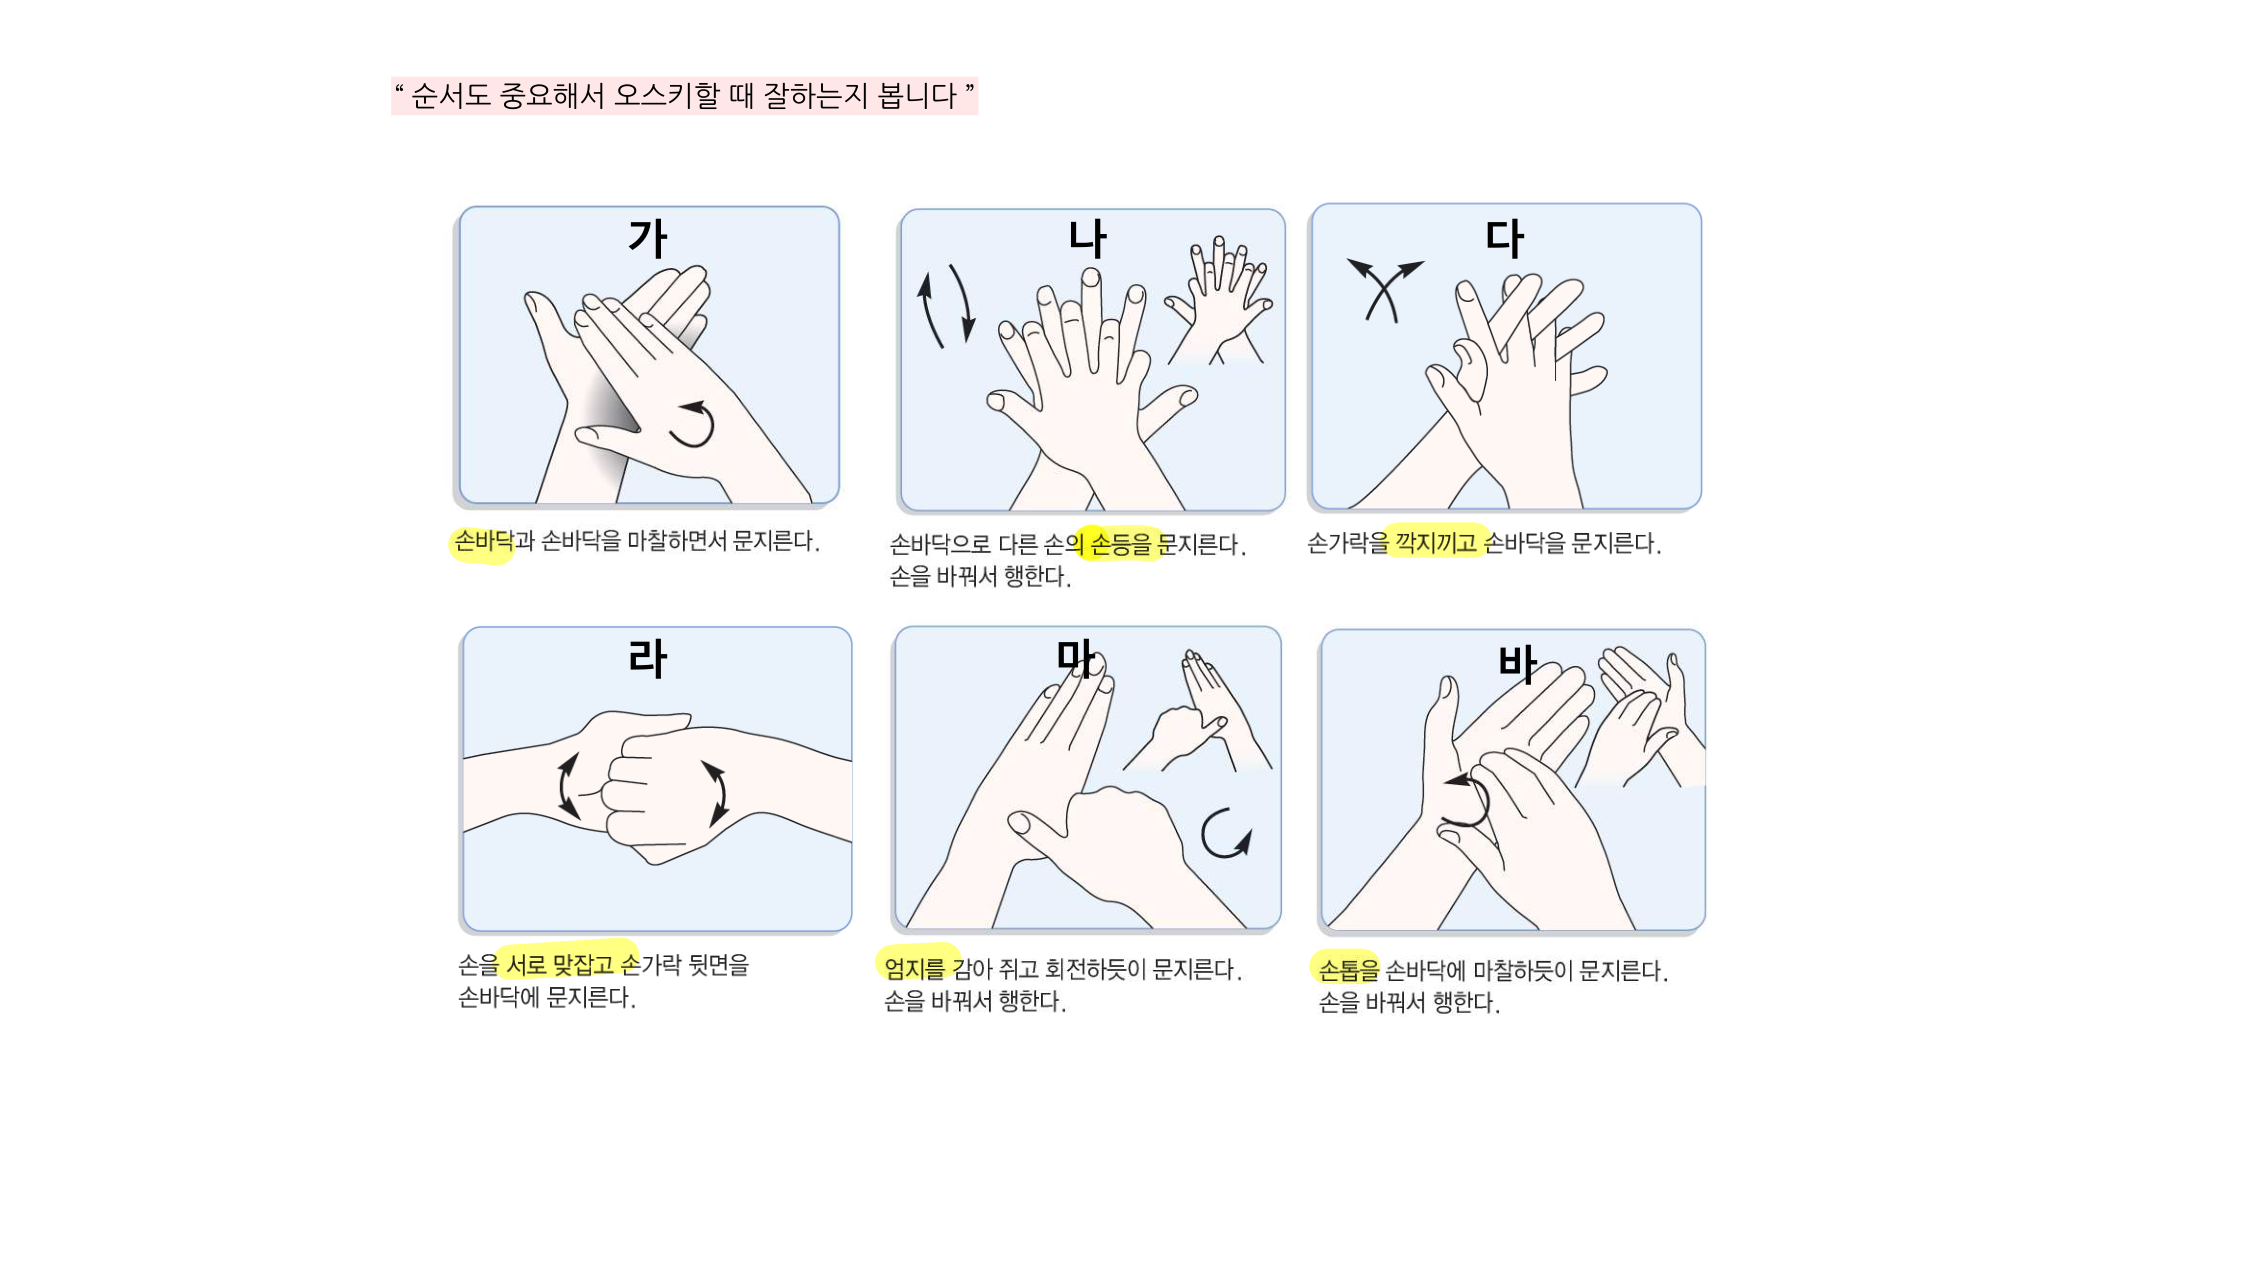 “ 순서도 중요해서 오스키할 때 잘하는지 봅니다 ”
가
나
다
손바닥과 손바닥을 마찰하면서 문지른다.
손바닥으로 다른 손의 손등을 문지른다.
손을 바꿔서 행한다.
손가락을 깍지끼고 손바닥을 문지른다.
라
마
바
손을 서로 맞잡고 손가락 뒷면을
손바닥에 문지른다.
엄지를 감아 쥐고 회전하듯이 문지른다.
손을 바꿔서 행한다.
손톱을 손바닥에 마찰하듯이 문지른다.
손을 바꿔서 행한다.